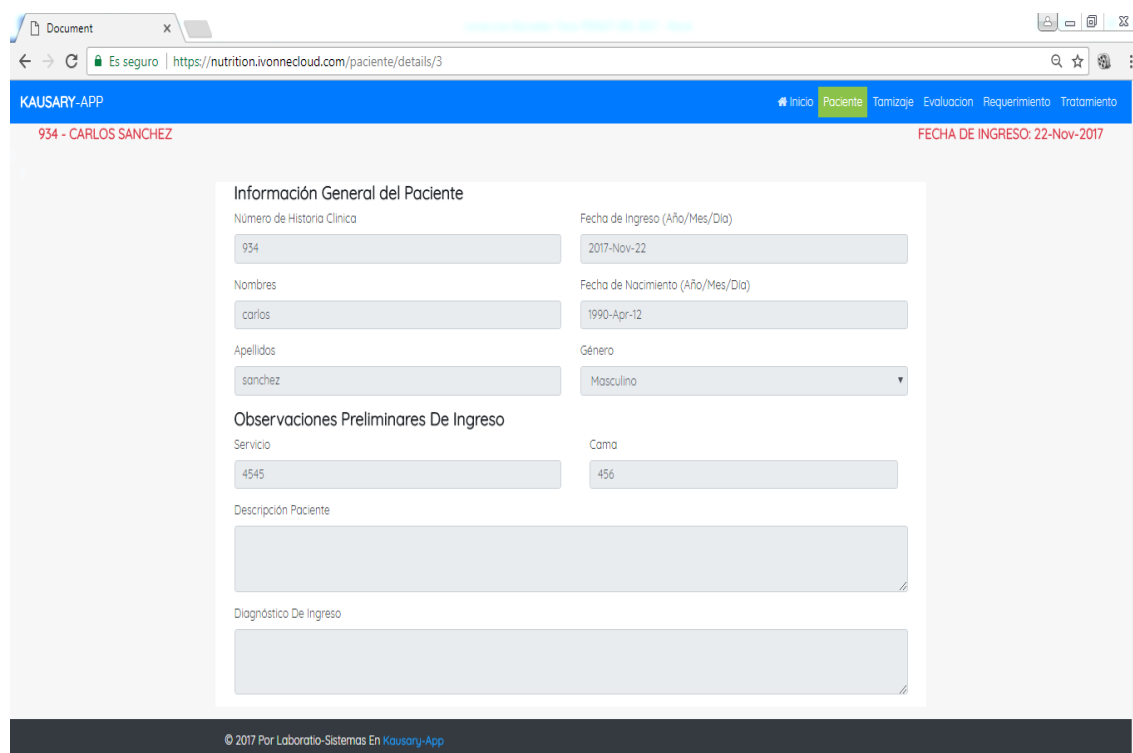 Document
Es seguro | https://nutrition.ivonnecloud.com/paciente/details/3
KAUSARY-APP Inicio Paciente Tamizaje Evaluacion Requerimiento Tratamiento
934 - CARLOS SANCHEZ FECHA DE INGRESO: 22-Nov-2017
Información General del Paciente
Número de Historia Clinica Fecha de Ingreso (Año/Mes/Día)
934 2017-Nov-22
Nombres Fecha de Nacimiento (Año/Mes/Día)
carlos 1990-Apr-12
Apellidos Género
sanchez Masculino
Observaciones Preliminares De Ingreso
Servicio Cama
4545 456
Descripción Paciente
Diagnóstico De Ingreso
© 2017 Por Laboratio-Sistemas En Kausary-App